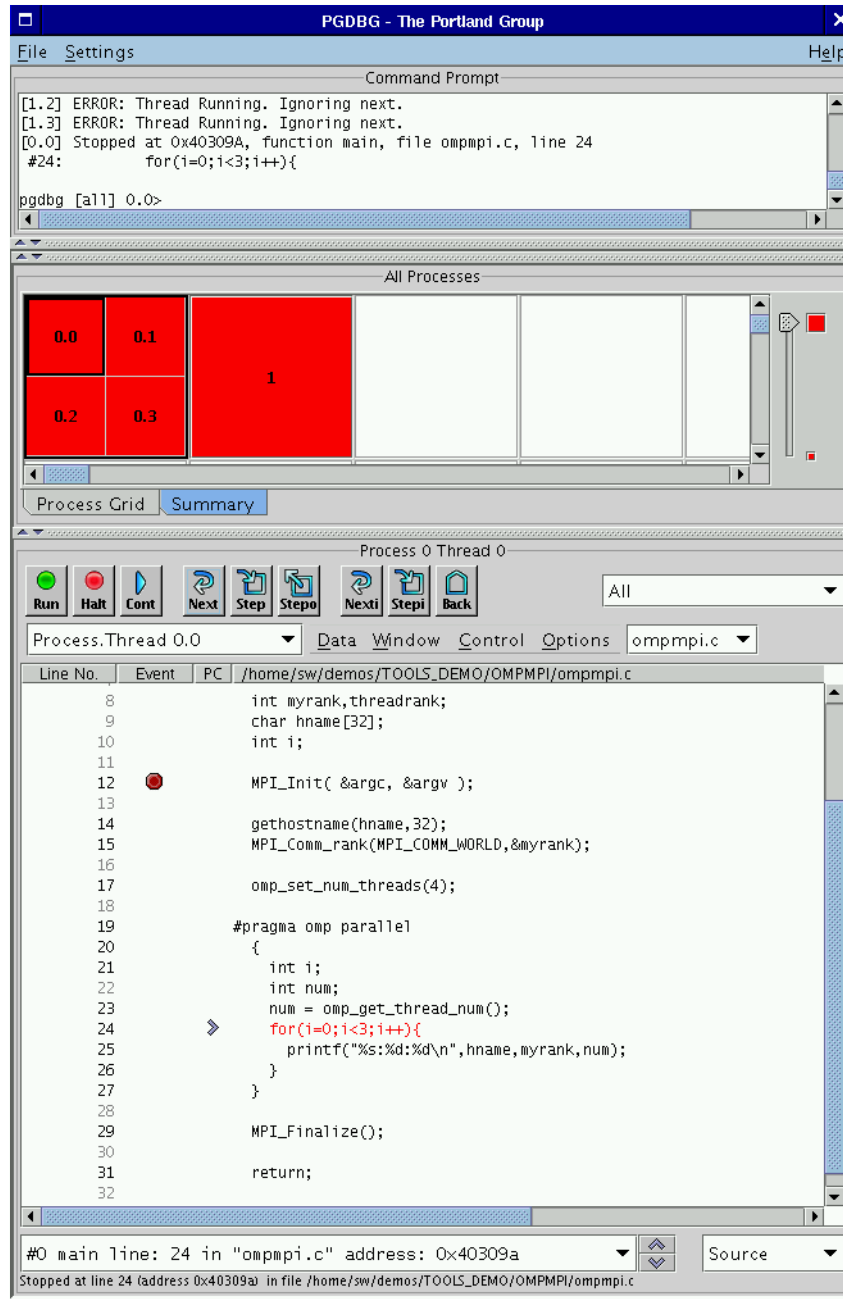 PGDBG - The Portland Group
File Settings Help
Command Prompt
[1.2] ERROR: Thread Running. Ignoring next.
[1.3] ERROR: Thread Running. Ignoring next.
[0.0] Stopped at 0x40309A, function main, file ompmpi.c, line 24
#24: for(i=0;i<3;i++){
pgdbg [all] 0.0>
All Processes
0.0 0.1
1
0.2 0.3
Process Grid Summary
Process 0 Thread 0
Run Halt Cont Next Step Stepo Nexti Stepi Back All
Process.Thread 0.0 Data Window Control Options ompmpi.c
Line No. Event PC /home/sw/demos/TOOLS_DEMO/OMPMPI/ompmpi.c
8 int myrank,threadrank;
9 char hname[32];
10 int i;
11
12 MPI_Init( &argc, &argv );
13
14 gethostname(hname,32);
15 MPI_Comm_rank(MPI_COMM_WORLD,&myrank);
16
17 omp_set_num_threads(4);
18
19 #pragma omp parallel
20 {
21 int i;
22 int num;
23 num = omp_get_thread_num();
24 for(i=0;i<3;i++){
25 printf("%s:%d:%d\n",hname,myrank,num);
26 }
27 }
28
29 MPI_Finalize();
30
31 return;
32
#0 main line: 24 in "ompmpi.c" address: 0x40309a Source
Stopped at line 24 (address 0x40309a) in file /home/sw/demos/TOOLS_DEMO/OMPMPI/ompmpi.c